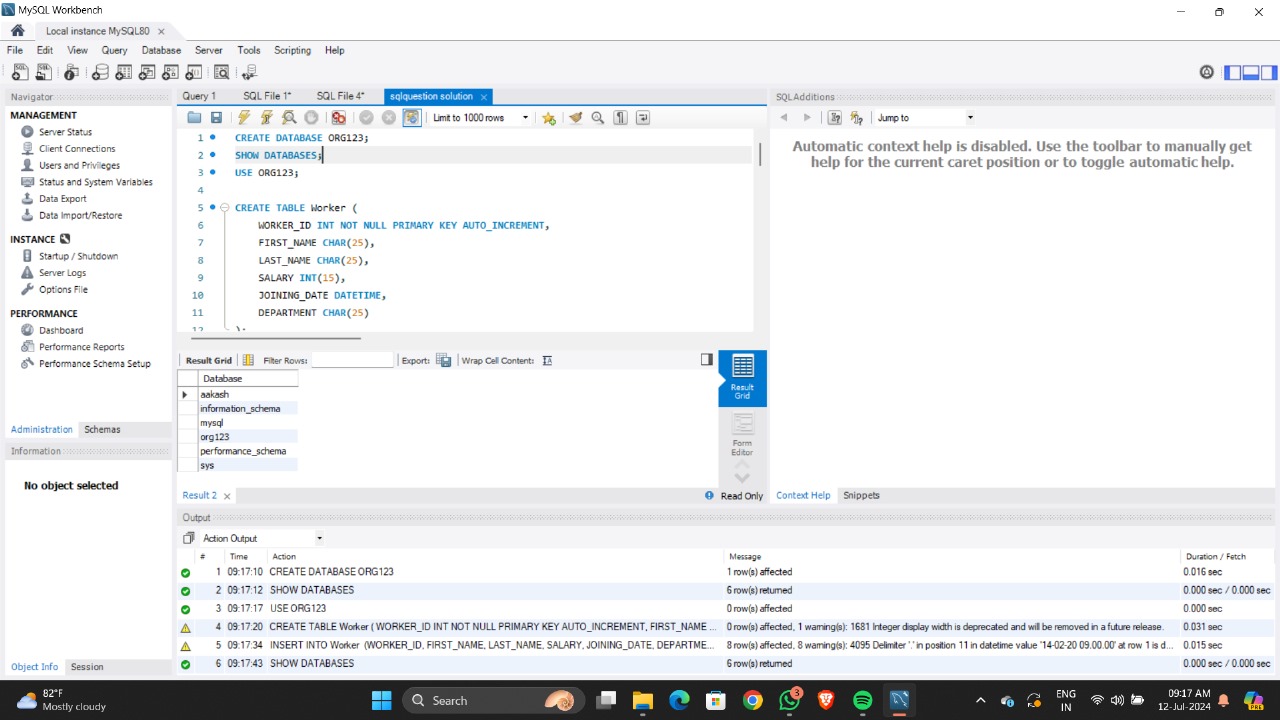 MySQL Workbench
Local instance MySQL80
File Edit View Query Database Server Tools Scripting Help
Navigator
MANAGEMENT
Server Status
Client Connections
Users and Privileges
Status and System Variables
Data Export
Data Import/Restore
INSTANCE
Startup / Shutdown
Server Logs
Options File
PERFORMANCE
Dashboard
Performance Reports
Performance Schema Setup
Administration Schemas
Information
No object selected
Object Info Session
Query 1 SQL File 1* SQL File 4* sqlquestion solution
Limit to 1000 rows
1 CREATE DATABASE ORG123;
2 SHOW DATABASES;
3 USE ORG123;
4
5 CREATE TABLE Worker (
6 WORKER_ID INT NOT NULL PRIMARY KEY AUTO_INCREMENT,
7 FIRST_NAME CHAR(25),
8 LAST_NAME CHAR(25),
9 SALARY INT(15),
10 JOINING_DATE DATETIME,
11 DEPARTMENT CHAR(25)
12 );
Result Grid Filter Rows: Export: Wrap Cell Content:
Database
aakash
information_schema
mysql
org123
performance_schema
sys
Result Grid
Form Editor
Result 2 Read Only
SQLAdditions
Jump to
Automatic context help is disabled. Use the toolbar to manually get
help for the current caret position or to toggle automatic help.
Context Help Snippets
Output
Action Output
# Time Action Message Duration / Fetch
1 09:17:10 CREATE DATABASE ORG123 1 row(s) affected 0.016 sec
2 09:17:12 SHOW DATABASES 6 row(s) returned 0.000 sec / 0.000 sec
3 09:17:17 USE ORG123 0 row(s) affected 0.000 sec
4 09:17:20 CREATE TABLE Worker ( WORKER_ID INT NOT NULL PRIMARY KEY AUTO_INCREMENT, FIRST_NAME ... 0 row(s) affected, 1 warning(s): 1681 Integer display width is deprecated and will be removed in a future release. 0.031 sec
5 09:17:34 INSERT INTO Worker (WORKER_ID, FIRST_NAME, LAST_NAME, SALARY, JOINING_DATE, DEPARTME... 8 row(s) affected, 8 warning(s): 4095 Delimiter '.' in position 11 in datetime value '14-02-20 09.00.00' at row 1 is d... 0.015 sec
6 09:17:43 SHOW DATABASES 6 row(s) returned 0.000 sec / 0.000 sec
82°F
Mostly cloudy
Search
3
ENG
IN
09:17 AM
12-Jul-2024
PRE